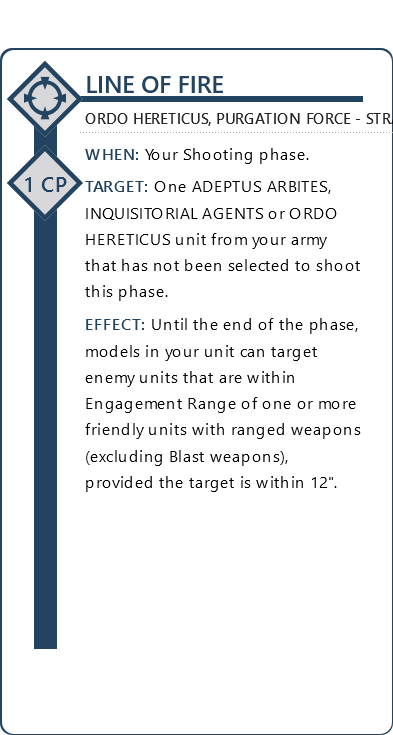 LINE OF FIRE
ORDO HERETICUS, PURGATION FORCE - STRA
1 CP
WHEN: Your Shooting phase.
TARGET: One ADEPTUS ARBITES,
INQUISITORIAL AGENTS or ORDO
HERETICUS unit from your army
that has not been selected to shoot
this phase.
EFFECT: Until the end of the phase,
models in your unit can target
enemy units that are within
Engagement Range of one or more
friendly units with ranged weapons
(excluding Blast weapons),
provided the target is within 12".